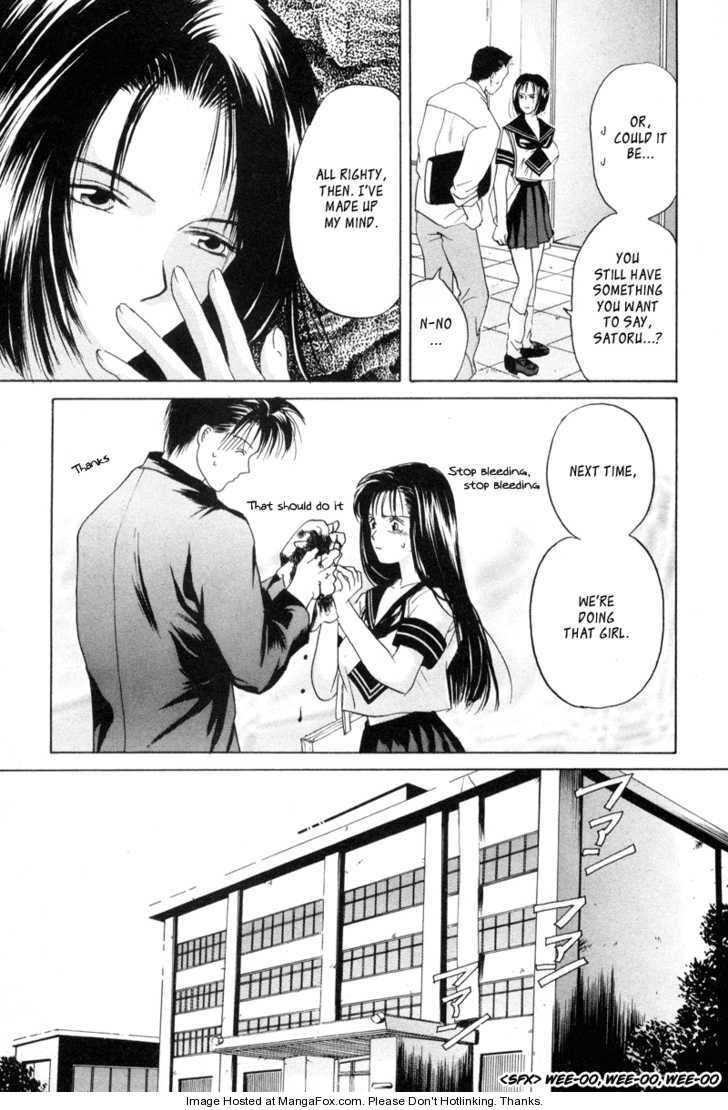 OR,
COULD IT
BE...
YOU
STILL HAVE
SOMETHING
YOU WANT
TO SAY,
SATORU...?
N-NO
...
ALL RIGHTY,
THEN. I'VE
MADE UP
MY MIND.
NEXT TIME,
WE'RE
DOING
THAT GIRL.
Stop bleeding,
stop bleeding
That should do it
Thanks
ファン
ファン
ファン
<SFX> WEE-OO, WEE-OO, WEE-OO
Image Hosted at MangaFox.com. Please Don't Hotlinking. Thanks.